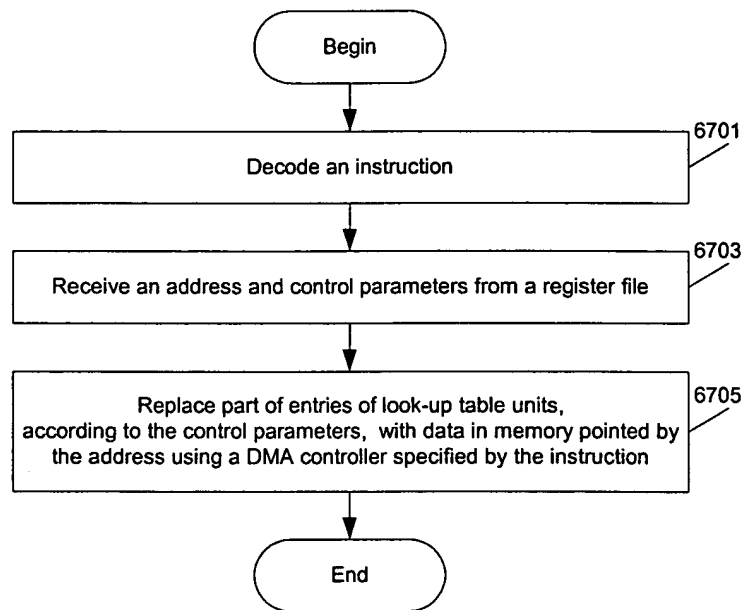 Begin
6701
Decode an instruction
6703
Receive an address and control parameters from a register file
6705
Replace part of entries of look-up table units,
according to the control parameters, with data in memory pointed by
the address using a DMA controller specified by the instruction
End